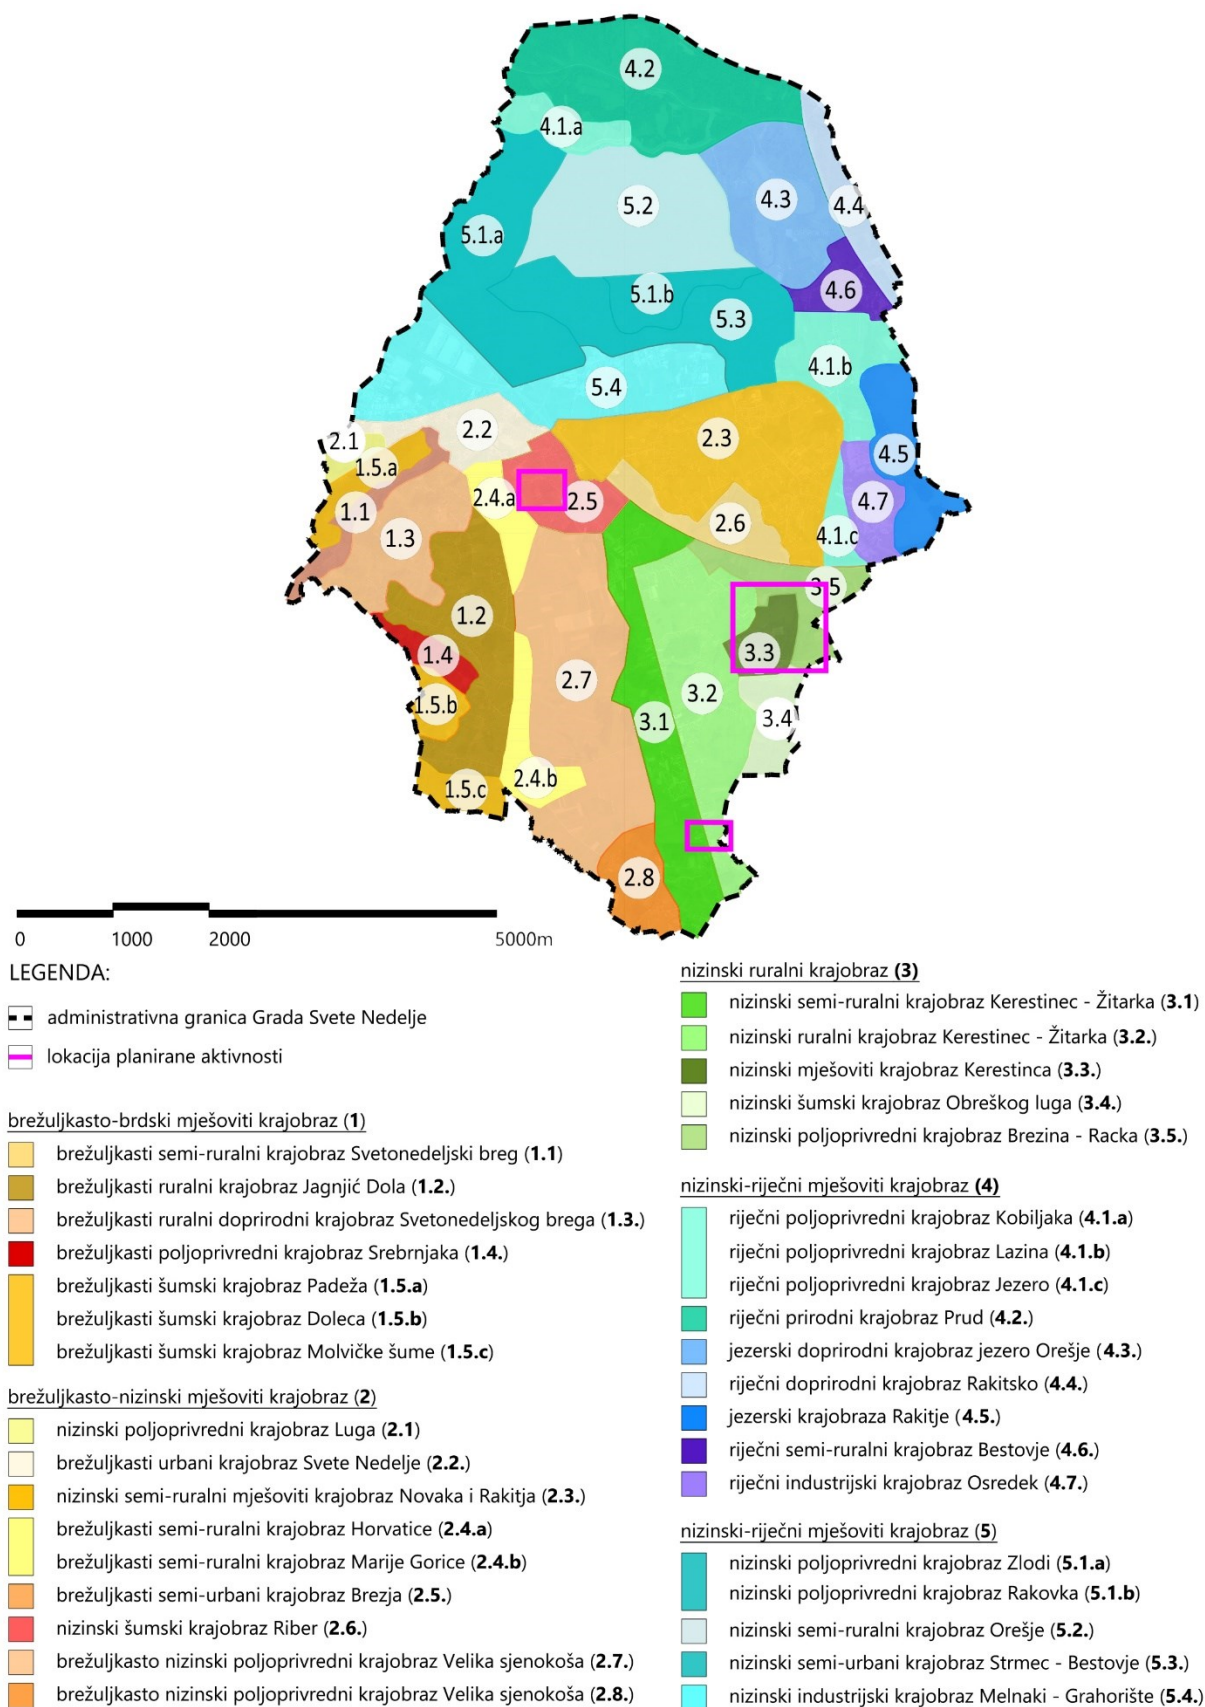 4.2
4.1.a
5.2
4.3
4.4
5.1.a
5.1.b
4.6
5.3
4.1.b
5.4
2.1
2.2
2.3
1.5.a
4.5
1.1
2.4.a
2.5
4.7
1.3
2.6
4.1.c
3.5
1.2
1.4
3.3
2.7
3.2
1.5.b
3.1
3.4
2.4.b
1.5.c
2.8
0 1000 2000 5000m
LEGENDA:
administrativna granica Grada Svete Nedelje
lokacija planirane aktivnosti
brežuljkasto-brdski mješoviti krajobraz (1)
brežuljkasti semi-ruralni krajobraz Svetonedeljski breg (1.1)
brežuljkasti ruralni krajobraz Jagnjić Dola (1.2.)
brežuljkasti ruralni doprirodni krajobraz Svetonedeljskog brega (1.3.)
brežuljkasti poljoprivredni krajobraz Srebrnjaka (1.4.)
brežuljkasti šumski krajobraz Padeža (1.5.a)
brežuljkasti šumski krajobraz Doleca (1.5.b)
brežuljkasti šumski krajobraz Molvičke šume (1.5.c)
brežuljkasto-nizinski mješoviti krajobraz (2)
nizinski poljoprivredni krajobraz Luga (2.1)
brežuljkasti urbani krajobraz Svete Nedelje (2.2.)
nizinski semi-ruralni mješoviti krajobraz Novaka i Rakitja (2.3.)
brežuljkasti semi-ruralni krajobraz Horvatice (2.4.a)
brežuljkasti semi-ruralni krajobraz Marije Gorice (2.4.b)
brežuljkasti semi-urbani krajobraz Brezja (2.5.)
nizinski šumski krajobraz Riber (2.6.)
brežuljkasto nizinski poljoprivredni krajobraz Velika sjenokoša (2.7.)
brežuljkasto nizinski poljoprivredni krajobraz Velika sjenokoša (2.8.)
nizinski ruralni krajobraz (3)
nizinski semi-ruralni krajobraz Kerestinec - Žitarka (3.1)
nizinski ruralni krajobraz Kerestinec - Žitarka (3.2.)
nizinski mješoviti krajobraz Kerestinca (3.3.)
nizinski šumski krajobraz Obreškog luga (3.4.)
nizinski poljoprivredni krajobraz Brezina - Racka (3.5.)
nizinski-riječni mješoviti krajobraz (4)
riječni poljoprivredni krajobraz Kobiljaka (4.1.a)
riječni poljoprivredni krajobraz Lazina (4.1.b)
riječni poljoprivredni krajobraz Jezero (4.1.c)
riječni prirodni krajobraz Prud (4.2.)
jezerski doprirodni krajobraz jezero Orešje (4.3.)
riječni doprirodni krajobraz Rakitsko (4.4.)
jezerski krajobraza Rakitje (4.5.)
riječni semi-ruralni krajobraz Bestovje (4.6.)
riječni industrijski krajobraz Osredek (4.7.)
nizinski-riječni mješoviti krajobraz (5)
nizinski poljoprivredni krajobraz Zlodi (5.1.a)
nizinski poljoprivredni krajobraz Rakovka (5.1.b)
nizinski semi-ruralni krajobraz Orešje (5.2.)
nizinski semi-urbani krajobraz Strmec - Bestovje (5.3.)
nizinski industrijski krajobraz Melnaki - Grahorište (5.4.)